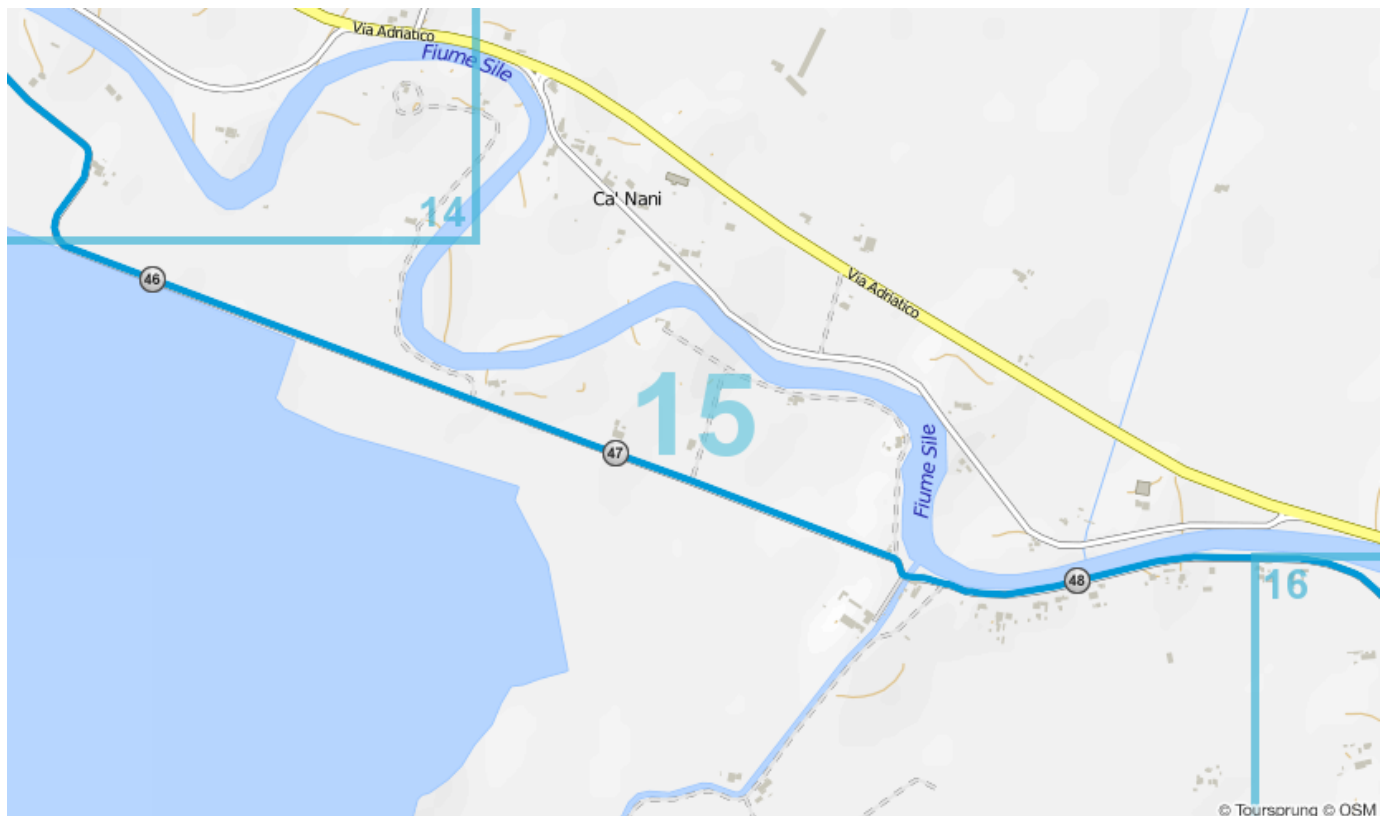 Via Adriatico
Fiume Sile
14
Ca' Nani
46
Via Adriatico
15
47
Fiume Sile
48
16
© Toursprung © OSM